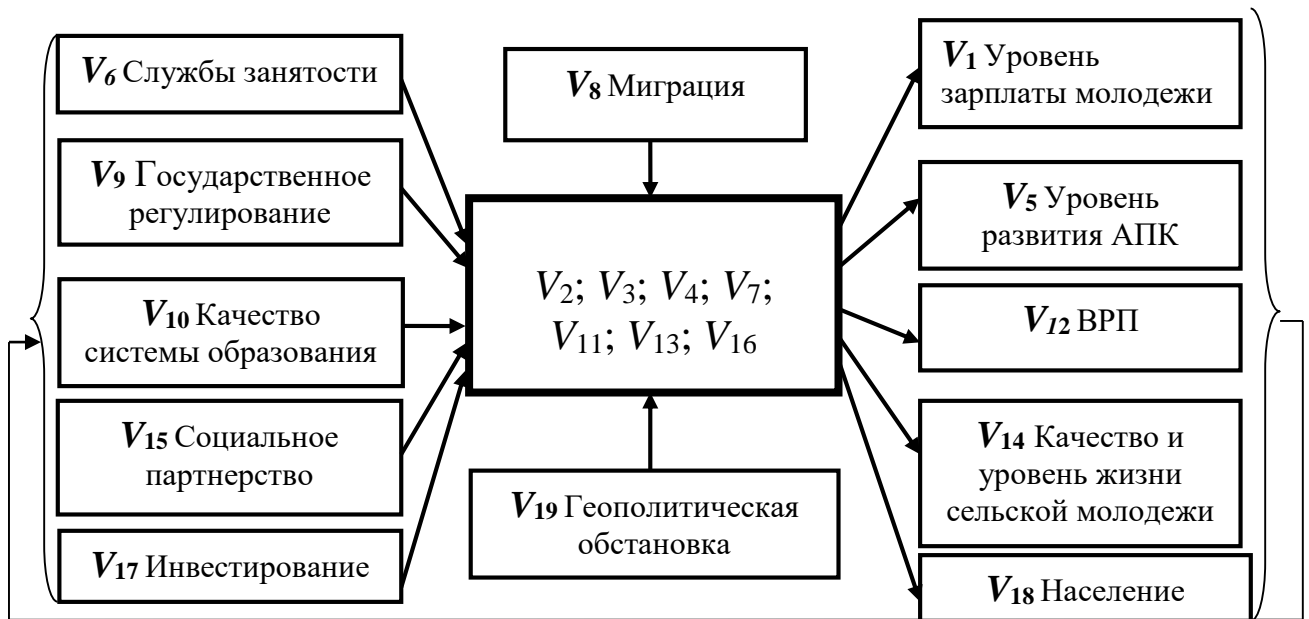 V6 Службы занятости
V9 Государственное
регулирование
V10 Качество
системы образования
V15 Социальное
партнерство
V17 Инвестирование
V8 Миграция
V2; V3; V4; V7;
V11; V13; V16
V19 Геополитическая
обстановка
V1 Уровень
зарплаты молодежи
V5 Уровень
развития АПК
V12 ВРП
V14 Качество и
уровень жизни
сельской молодежи
V18 Население